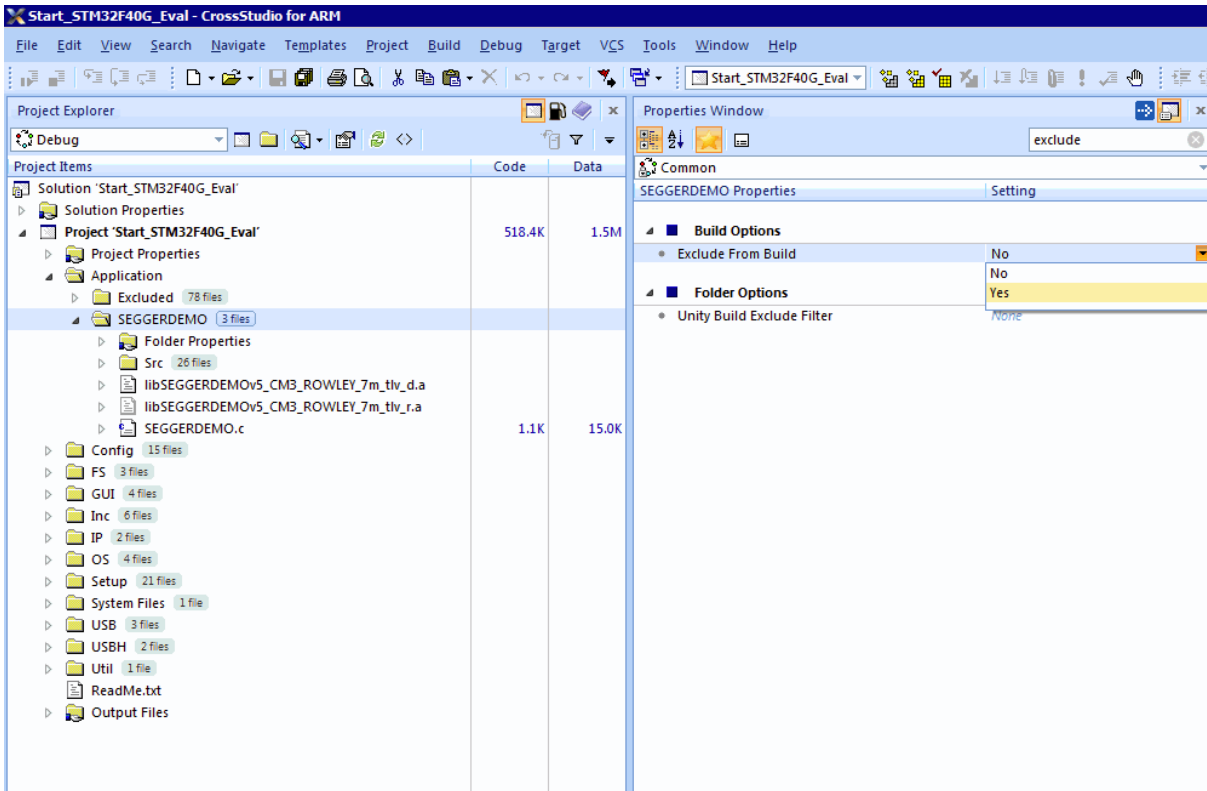 Start_STM32F40G_Eval - CrossStudio for ARM
File Edit View Search Navigate Templates Project Build Debug Target VCS Tools Window Help
Start_STM32F40G_Eval
Project Explorer
Debug
Project Items Code Data
Solution 'Start_STM32F40G_Eval'
Solution Properties
Project 'Start_STM32F40G_Eval' 518.4K 1.5M
Project Properties
Application
Excluded 78 files
SEGGERDEMO 3 files
Folder Properties
Src 26 files
libSEGGERDEMOv5_CM3_ROWLEY_7m_tlv_d.a
libSEGGERDEMOv5_CM3_ROWLEY_7m_tlv_r.a
SEGGERDEMO.c 1.1K 15.0K
Config 15 files
FS 3 files
GUI 4 files
Inc 6 files
IP 2 files
OS 4 files
Setup 21 files
System Files 1 file
USB 3 files
USBH 2 files
Util 1 file
ReadMe.txt
Output Files
Properties Window
exclude
Common
SEGGERDEMO Properties Setting
Build Options
Exclude From Build No
No
Folder Options Yes
Unity Build Exclude Filter None